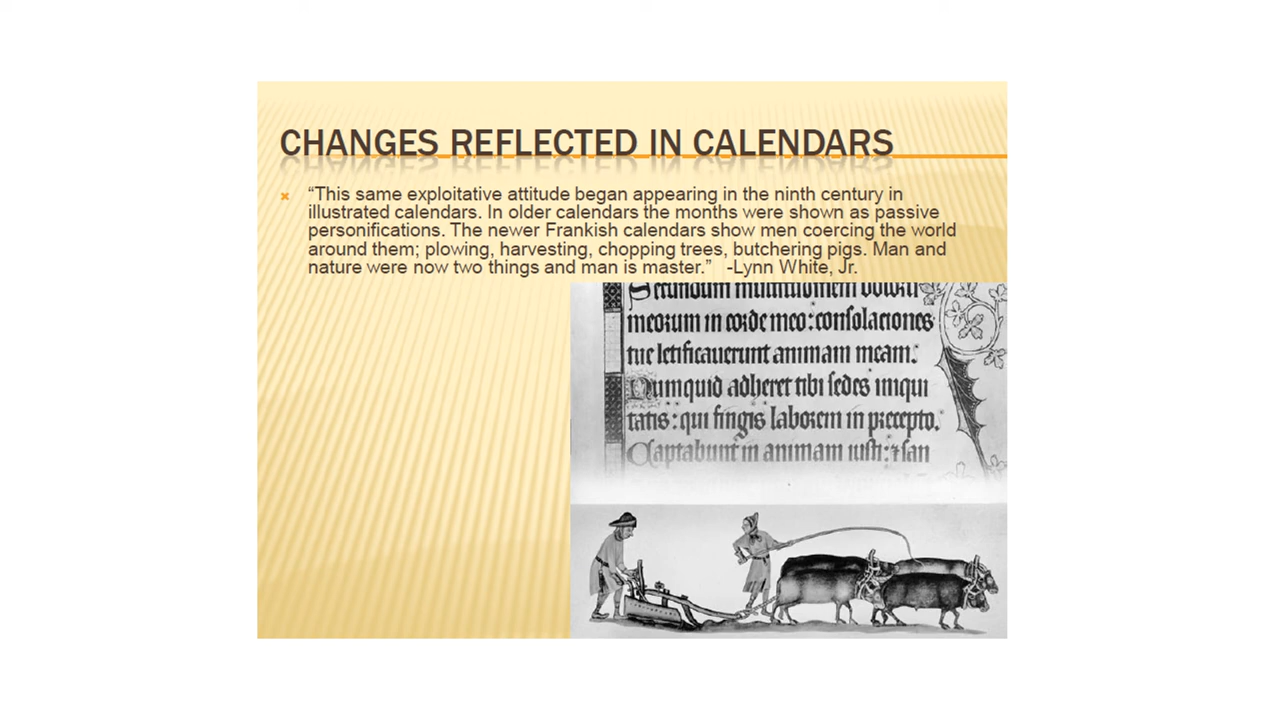 CHANGES REFLECTED IN CALENDARS
“This same exploitative attitude began appearing in the ninth century in
illustrated calendars. In older calendars the months were shown as passive
personifications. The newer Frankish calendars show men coercing the world
around them; plowing, harvesting, chopping trees, butchering pigs. Man and
nature were now two things and man is master.” -Lynn White, Jr.
meorum in corde meo: consolaciones
tue letificauerunt animam meam.
Numquid adheret tibi sedes iniqui
tatis: qui fingis laborem in precepto.
Captabunt in animam iusti: & san